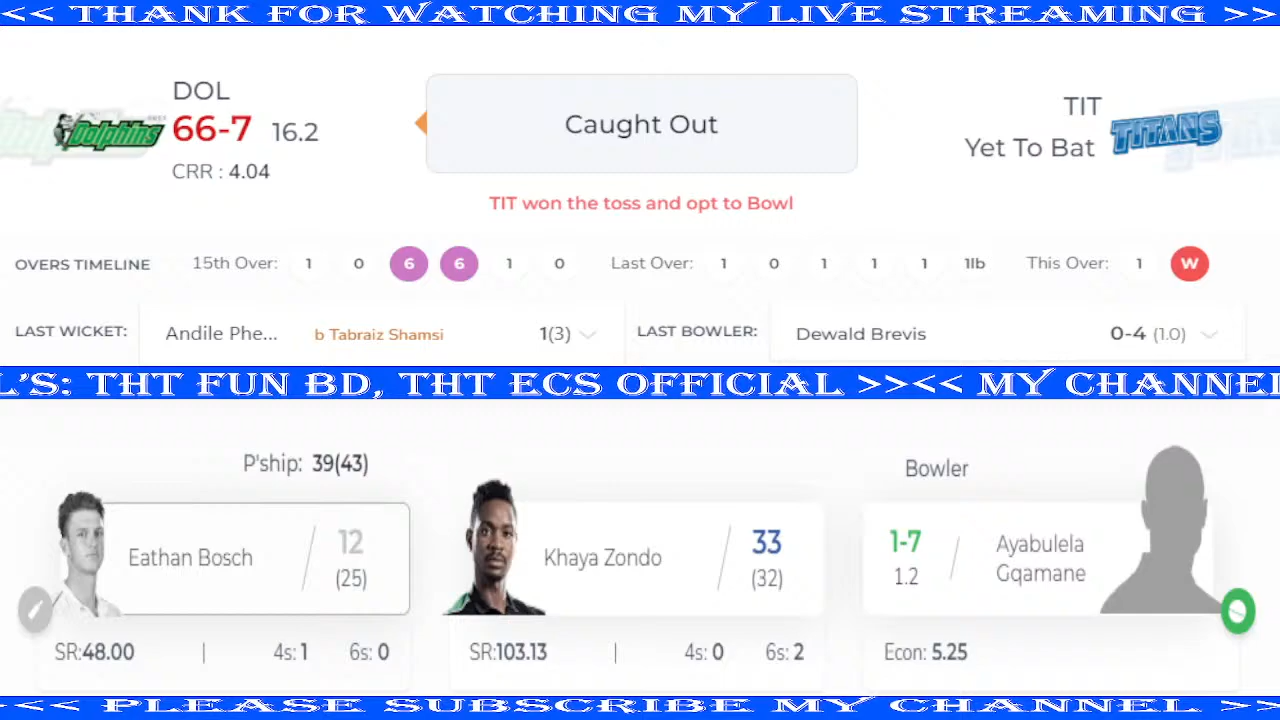 << THANK FOR WATCHING MY LIVE STREAMING >>
DOL
66-7 16.2
CRR : 4.04
Dolphins
Caught Out
TIT
Yet To Bat
TITANS
TIT won the toss and opt to Bowl
OVERS TIMELINE 15th Over: 1 0 6 6 1 0 Last Over: 1 0 1 1 1 1lb This Over: 1 W
LAST WICKET: Andile Phe... b Tabraiz Shamsi 1(3) LAST BOWLER: Dewald Brevis 0-4 (1.0)
L'S: THT FUN BD, THT ECS OFFICIAL >><< MY CHANNEL
P'ship: 39(43)
Bowler
Eathan Bosch 12 (25)
Khaya Zondo 33 (32)
1-7 1.2 Ayabulela Gqamane
SR:48.00 | 4s: 1 6s: 0
SR:103.13 | 4s: 0 6s: 2
Econ: 5.25
<< PLEASE SUBSCRIBE MY CHANNEL >>